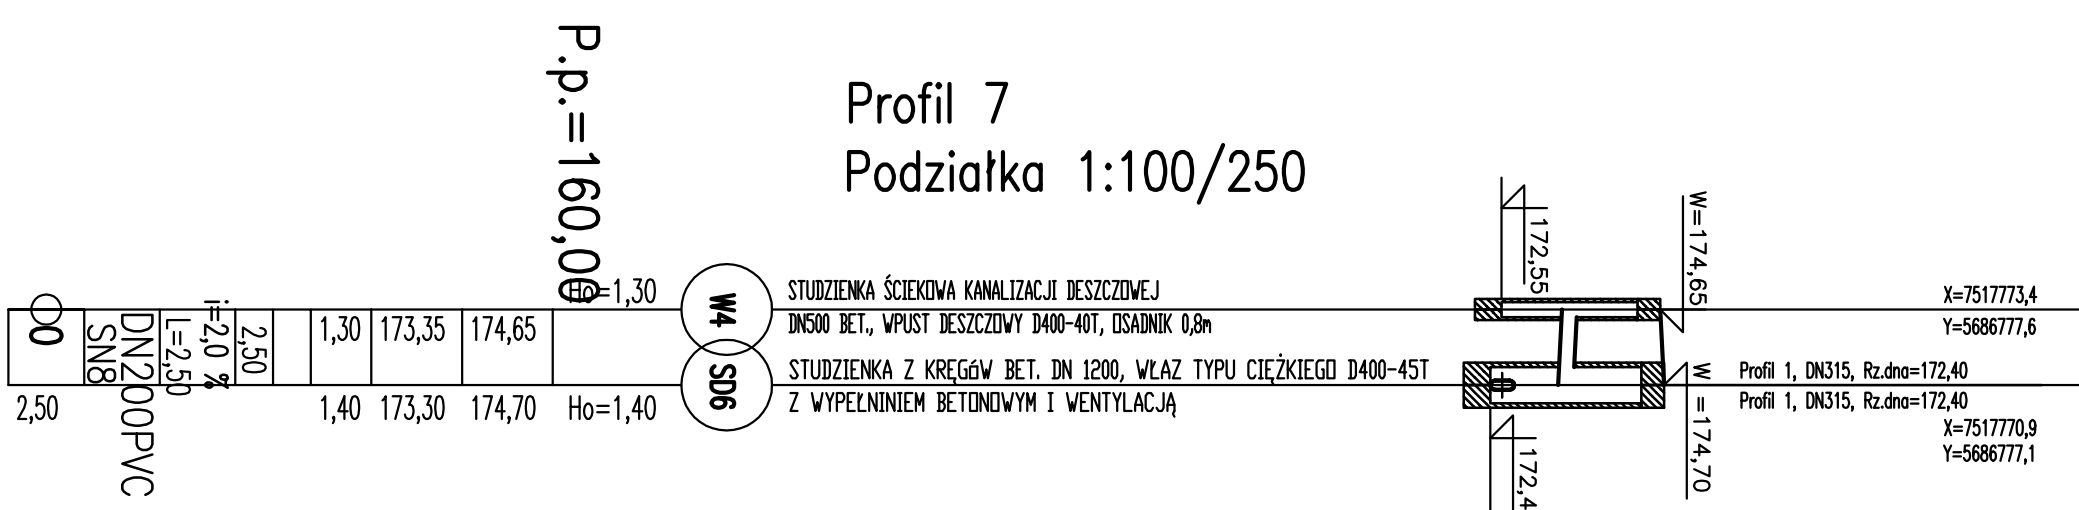 Profil 7
Podziałka 1:100/250
P.p.=160,00
172,55
W=174,65
Ho=1,30
W4
STUDZIENKA ŚCIEKOWA KANALIZACJI DESZCZOWEJ
DN500 BET., WPUST DESZCZOWY D400-40T, OSADNIK 0,8m
X=7517773,4
Y=5686777,6
0
DN200PVC
SN8
L=2,50
i=2,0 %
2,50
1,30
173,35
174,65
SD6
STUDZIENKA Z KRĘGÓW BET. DN 1200, WŁAZ TYPU CIĘŻKIEGO D400-45T
Z WYPEŁNINIEM BETONOWYM I WENTYLACJĄ
W =174,70
Profil 1, DN315, Rz.dna=172,40
Profil 1, DN315, Rz.dna=172,40
X=7517770,9
Y=5686777,1
2,50
1,40
173,30
174,70
Ho=1,40
172,4